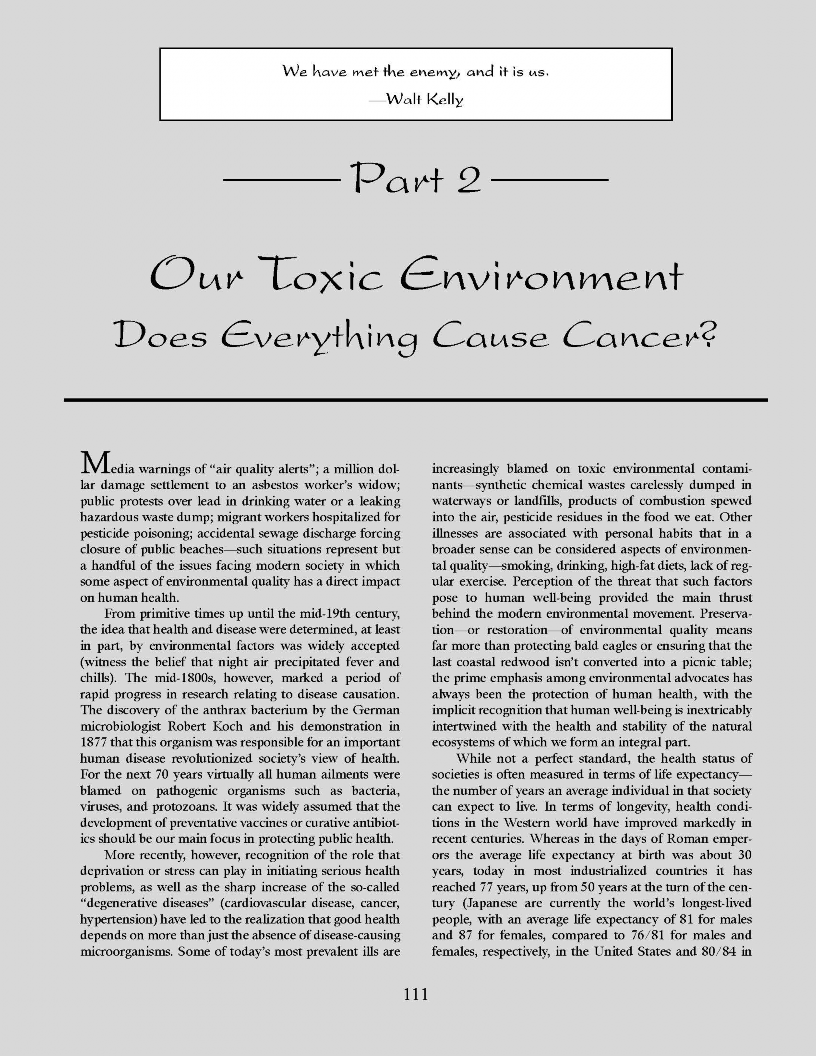 We have met the enemy, and it is us.
—Walt Kelly
Part 2
Our Toxic Environment
Does Everything Cause Cancer?
Media warnings of “air quality alerts”; a million dol-
lar damage settlement to an asbestos worker’s widow;
public protests over lead in drinking water or a leaking
hazardous waste dump; migrant workers hospitalized for
pesticide poisoning; accidental sewage discharge forcing
closure of public beaches—such situations represent but
a handful of the issues facing modern society in which
some aspect of environmental quality has a direct impact
on human health.
From primitive times up until the mid-19th century,
the idea that health and disease were determined, at least
in part, by environmental factors was widely accepted
(witness the belief that night air precipitated fever and
chills). The mid-1800s, however, marked a period of
rapid progress in research relating to disease causation.
The discovery of the anthrax bacterium by the German
microbiologist Robert Koch and his demonstration in
1877 that this organism was responsible for an important
human disease revolutionized society’s view of health.
For the next 70 years virtually all human ailments were
blamed on pathogenic organisms such as bacteria,
viruses, and protozoans. It was widely assumed that the
development of preventative vaccines or curative antibiot-
ics should be our main focus in protecting public health.
More recently, however, recognition of the role that
deprivation or stress can play in initiating serious health
problems, as well as the sharp increase of the so-called
“degenerative diseases” (cardiovascular disease, cancer,
hypertension) have led to the realization that good health
depends on more than just the absence of disease-causing
microorganisms. Some of today’s most prevalent ills are
increasingly blamed on toxic environmental contami-
nants—synthetic chemical wastes carelessly dumped in
waterways or landfills, products of combustion spewed
into the air, pesticide residues in the food we eat. Other
illnesses are associated with personal habits that in a
broader sense can be considered aspects of environmen-
tal quality—smoking, drinking, high-fat diets, lack of reg-
ular exercise. Perception of the threat that such factors
pose to human well-being provided the main thrust
behind the modern environmental movement. Preserva-
tion—or restoration—of environmental quality means
far more than protecting bald eagles or ensuring that the
last coastal redwood isn’t converted into a picnic table;
the prime emphasis among environmental advocates has
always been the protection of human health, with the
implicit recognition that human well-being is inextricably
intertwined with the health and stability of the natural
ecosystems of which we form an integral part.
While not a perfect standard, the health status of
societies is often measured in terms of life expectancy—
the number of years an average individual in that society
can expect to live. In terms of longevity, health condi-
tions in the Western world have improved markedly in
recent centuries. Whereas in the days of Roman emper-
ors the average life expectancy at birth was about 30
years, today in most industrialized countries it has
reached 77 years, up from 50 years at the turn of the cen-
tury (Japanese are currently the world’s longest-lived
people, with an average life expectancy of 81 for males
and 87 for females, compared to 76/81 for males and
females, respectively, in the United States and 80/84 in
111